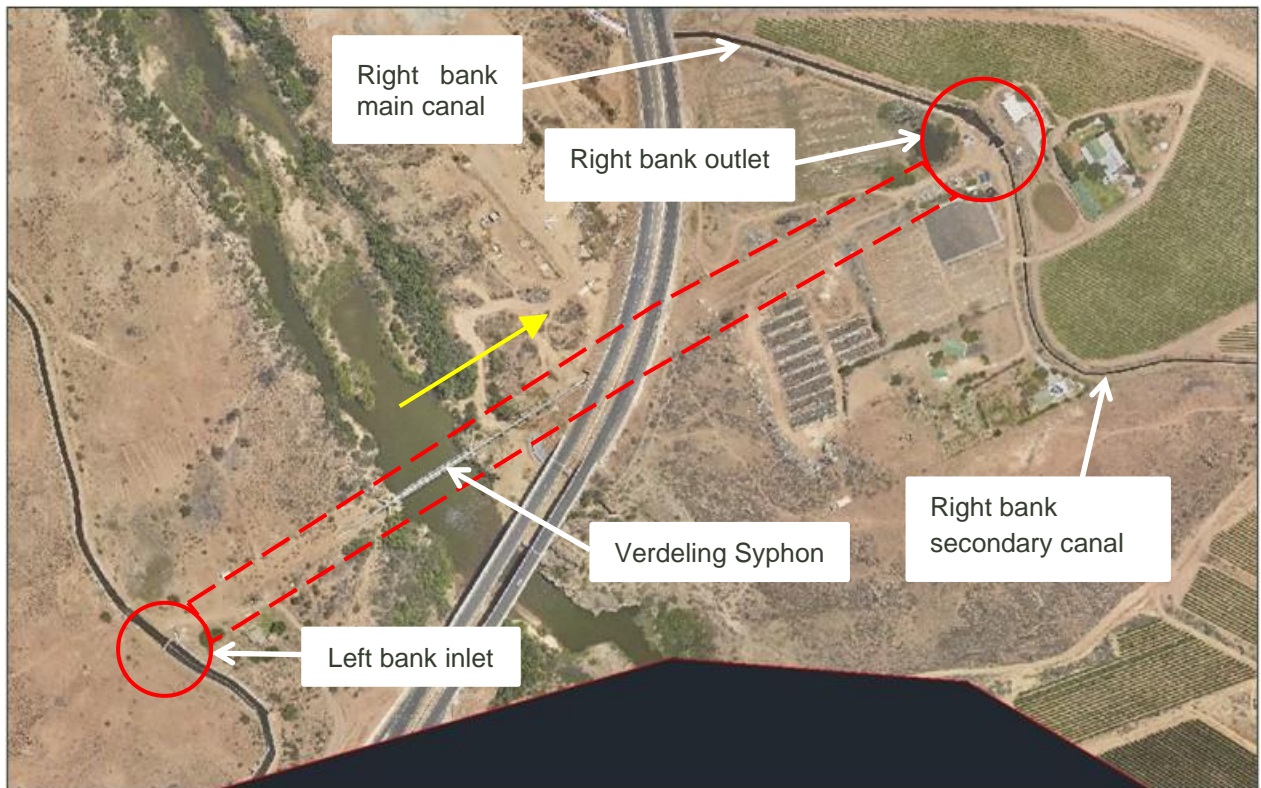 Right bank
main canal
Right bank outlet
Right bank
secondary canal
Verdeling Syphon
Left bank inlet